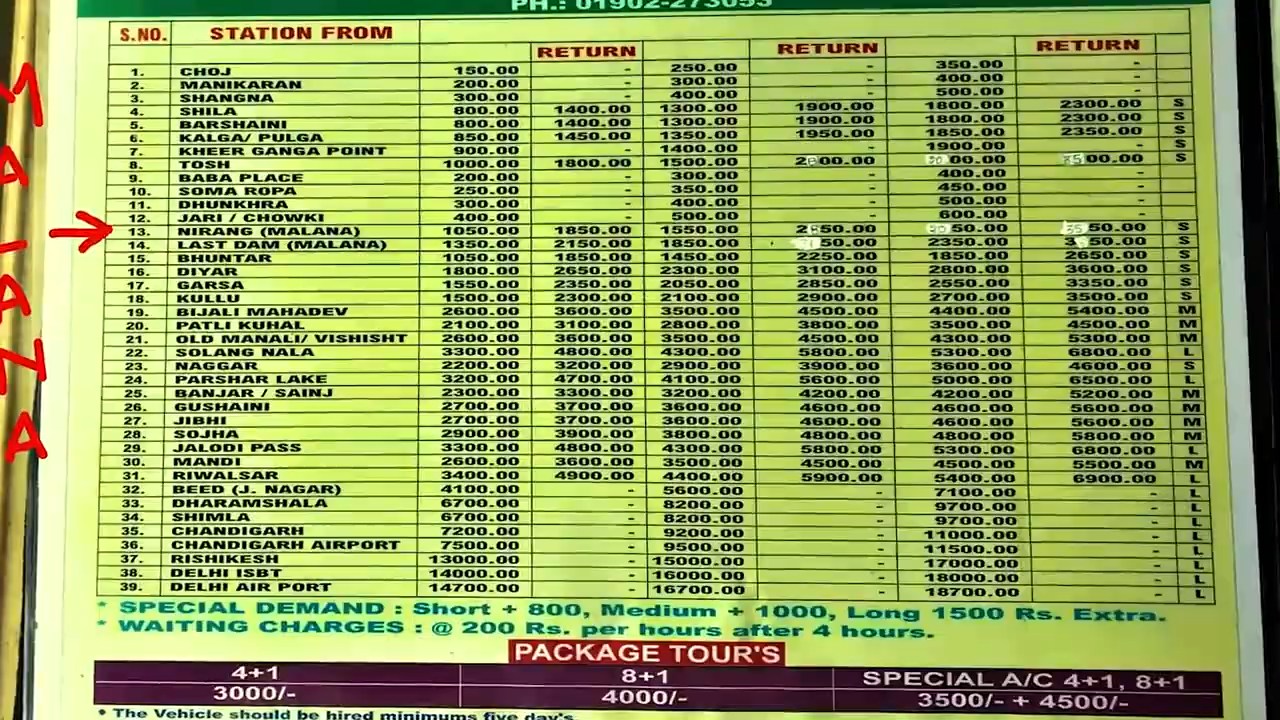 PH.: 01902-273053
S.NO. STATION FROM
RETURN RETURN RETURN
1. CHOJ 150.00 - 250.00 - 350.00 -
2. MANIKARAN 200.00 - 300.00 - 400.00 -
3. SHANGNA 300.00 - 400.00 - 500.00 -
4. SHILA 800.00 1400.00 1300.00 1900.00 1800.00 2300.00 S
5. BARSHAINI 800.00 1400.00 1300.00 1900.00 1800.00 2300.00 S
6. KALGA/ PULGA 850.00 1450.00 1350.00 1950.00 1850.00 2350.00 S
7. KHEER GANGA POINT 900.00 - 1400.00 - 1900.00 - S
8. TOSH 1000.00 1800.00 1500.00 S
9. BABA PLACE 200.00 - 300.00 - 400.00 -
10. SOMA ROPA 250.00 - 350.00 - 450.00 -
11. DHUNKHRA 300.00 - 400.00 - 500.00 -
12. JARI / CHOWKI 400.00 - 500.00 - 600.00 -
13. NIRANG (MALANA) 1050.00 1850.00 1550.00 S
14. LAST DAM (MALANA) 1350.00 2150.00 1850.00 2350.00 S
15. BHUNTAR 1050.00 1850.00 1450.00 2250.00 1850.00 2650.00 S
16. DIYAR 1800.00 2650.00 2300.00 3100.00 2800.00 3600.00 S
17. GARSA 1550.00 2350.00 2050.00 2850.00 2550.00 3350.00 S
18. KULLU 1500.00 2300.00 2100.00 2900.00 2700.00 3500.00 S
19. BIJALI MAHADEV 2600.00 3600.00 3500.00 4500.00 4400.00 5400.00 M
20. PATLI KUHAL 2100.00 3100.00 2800.00 3800.00 3500.00 4500.00 M
21. OLD MANALI/ VISHISHT 2600.00 3600.00 3500.00 4500.00 4300.00 5300.00 M
22. SOLANG NALA 3300.00 4800.00 4300.00 5800.00 5300.00 6800.00 L
23. NAGGAR 2200.00 3200.00 2900.00 3900.00 3600.00 4600.00 S
24. PARSHAR LAKE 3200.00 4700.00 4100.00 5600.00 5000.00 6500.00 L
25. BANJAR / SAINJ 2300.00 3300.00 3200.00 4200.00 4200.00 5200.00 M
26. GUSHAINI 2700.00 3700.00 3600.00 4600.00 4600.00 5600.00 M
27. JIBHI 2700.00 3700.00 3600.00 4600.00 4600.00 5600.00 M
28. SOJHA 2900.00 3900.00 3800.00 4800.00 4800.00 5800.00 M
29. JALODI PASS 3300.00 4800.00 4300.00 5800.00 5300.00 6800.00 L
30. MANDI 2600.00 3600.00 3500.00 4500.00 4500.00 5500.00 M
31. RIWALSAR 3400.00 4900.00 4400.00 5900.00 5400.00 6900.00 L
32. BEED (J. NAGAR) 4100.00 - 5600.00 - 7100.00 - L
33. DHARAMSHALA 6700.00 - 8200.00 - 9700.00 - L
34. SHIMLA 6700.00 - 8200.00 - 9700.00 - L
35. CHANDIGARH 7200.00 - 9200.00 - 11000.00 - L
36. CHANDIGARH AIRPORT 7500.00 - 9500.00 - 11500.00 - L
37. RISHIKESH 13000.00 - 15000.00 - 17000.00 - L
38. DELHI ISBT 14000.00 - 16000.00 - 18000.00 - L
39. DELHI AIR PORT 14700.00 - 16700.00 - 18700.00 - L
* SPECIAL DEMAND : Short + 800, Medium + 1000, Long 1500 Rs. Extra.
* WAITING CHARGES : @ 200 Rs. per hours after 4 hours.
PACKAGE TOUR'S
4+1 8+1 SPECIAL A/C 4+1, 8+1
3000/- 4000/- 3500/- + 4500/-
* The Vehicle should be hired minimums five day's
MALANA